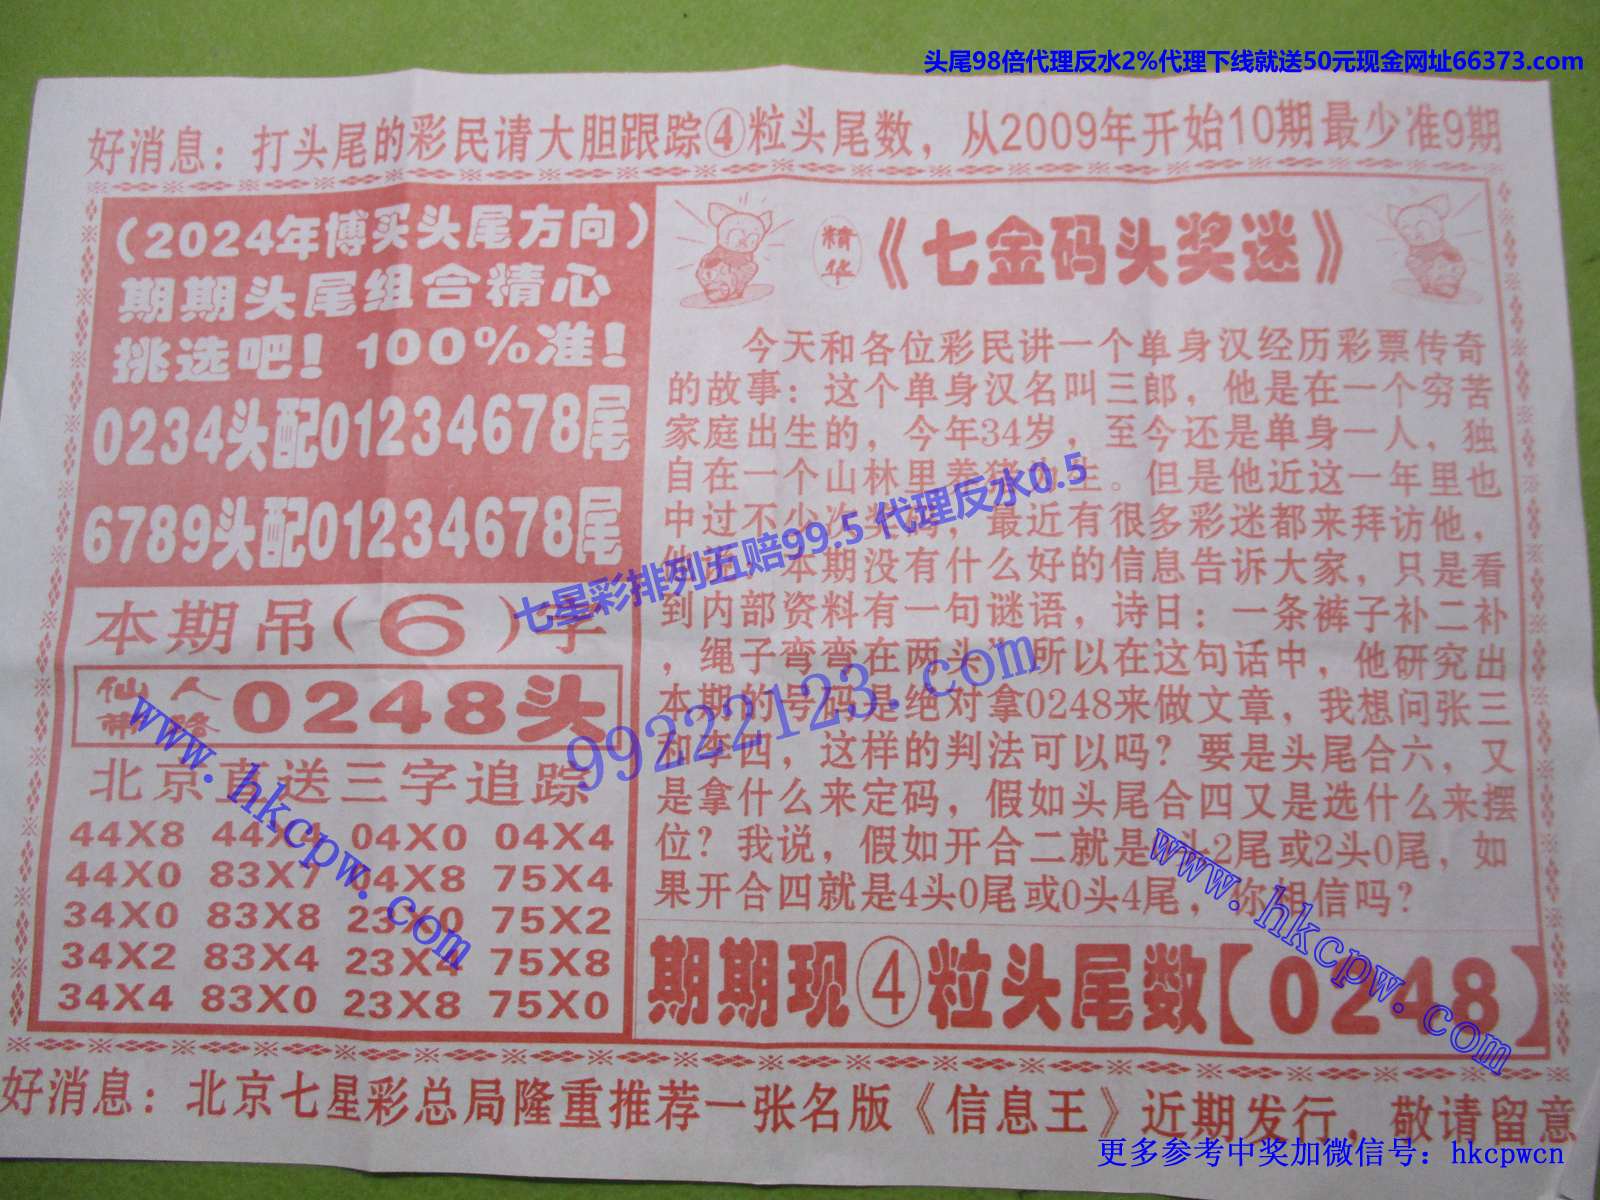 头尾98倍代理反水2%代理下线就送50元现金网址66373.com
好消息：打头尾的彩民请大胆跟踪④粒头尾数，从2009年开始10期最少准9期
（2024年博买头尾方向）
期期头尾组合精心
挑选吧！100%准！
0234头配01234678尾
6789头配01234678尾
本期吊(6)字
仙人 0248头
北京直送三字追踪
44X8 44X4 04X0 04X4
44X0 83X7 04X8 75X4
34X0 83X8 23X0 75X2
34X2 83X4 23X4 75X8
34X4 83X0 23X8 75X0
精华《七金码头奖迷》
今天和各位彩民讲一个单身汉经历彩票传奇
的故事：这个单身汉名叫三郎，他是在一个穷苦
家庭出生的，今年34岁，至今还是单身一人，独
自在一个山林里养猪为生。但是他近这一年里也
中过不少次奖码，最近有很多彩迷都来拜访他，
他说，本期没有什么好的信息告诉大家，只是看
到内部资料有一句谜语，诗日：一条裤子补二补
，绳子弯弯在两头，所以在这句话中，他研究出
本期的号码是绝对拿0248来做文章，我想问张三
和李四，这样的判法可以吗？要是头尾合六，又
是拿什么来定码，假如头尾合四又是选什么来摆
位？我说，假如开合二就是0头2尾或2头0尾，如
果开合四就是4头0尾或0头4尾，你相信吗？
期期现④粒头尾数【0248】
好消息：北京七星彩总局隆重推荐一张名版《信息王》近期发行，敬请留意
七星彩排列五赔99.5 代理反水0.5
99222123.com
www.hkcpw.com
www.hkcpw.com
更多参考中奖加微信号：hkcpwcn